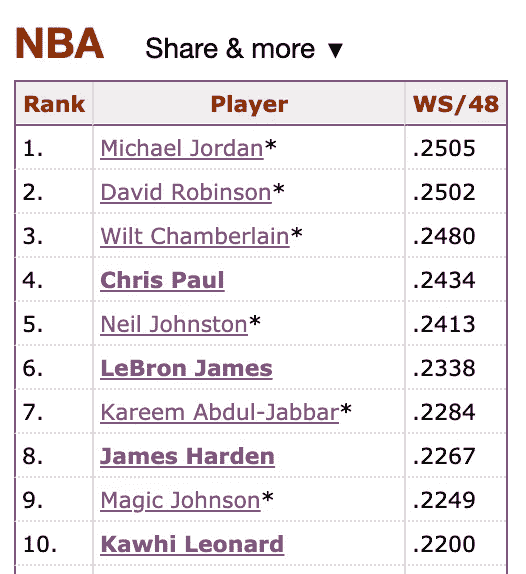 NBA Share & more ▼
Rank Player WS/48
1. Michael Jordan* .2505
2. David Robinson* .2502
3. Wilt Chamberlain* .2480
4. Chris Paul .2434
5. Neil Johnston* .2413
6. LeBron James .2338
7. Kareem Abdul-Jabbar* .2284
8. James Harden .2267
9. Magic Johnson* .2249
10. Kawhi Leonard .2200